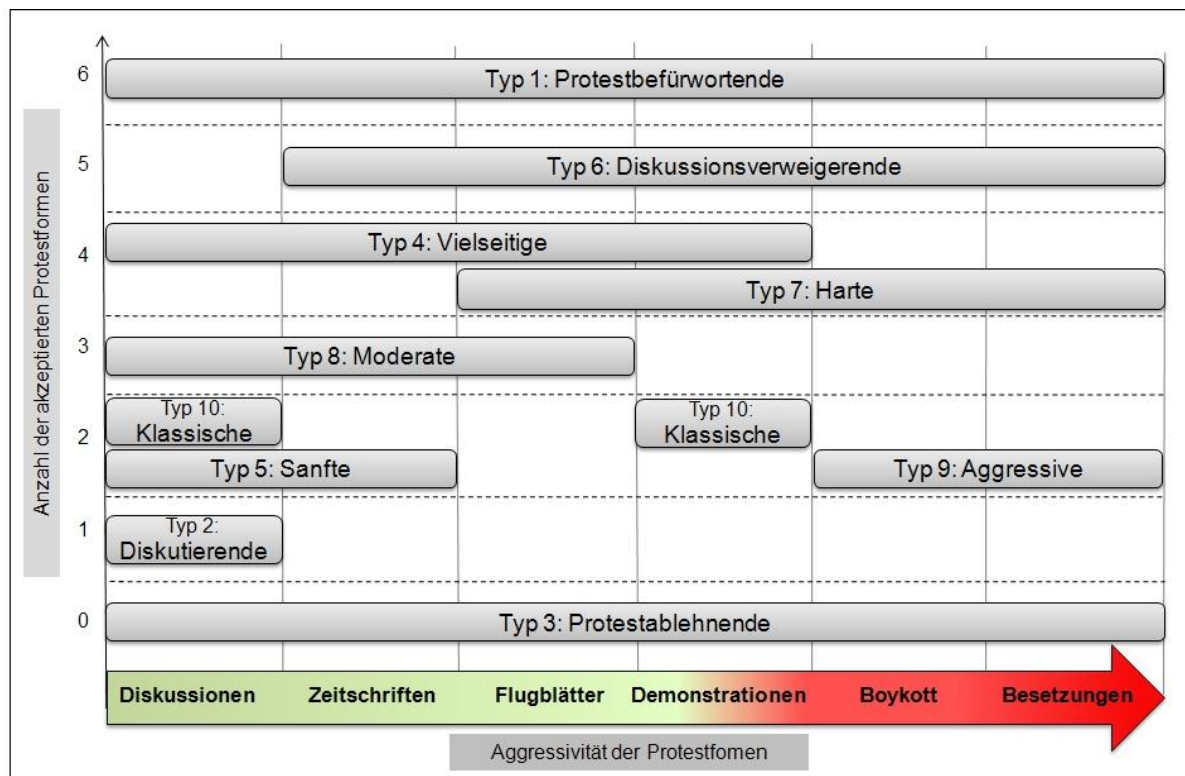 Anzahl der akzeptierten Protestformen
6
Typ 1: Protestbefürwortende
5
Typ 6: Diskussionsverweigerende
4
Typ 4: Vielseitige
Typ 7: Harte
3
Typ 8: Moderate
2
Typ 10:
Klassische
Typ 10:
Klassische
Typ 5: Sanfte
Typ 9: Aggressive
1
Typ 2:
Diskutierende
0
Typ 3: Protestablehnende
Diskussionen Zeitschriften Flugblätter Demonstrationen Boykott Besetzungen
Aggressivität der Protestfomen